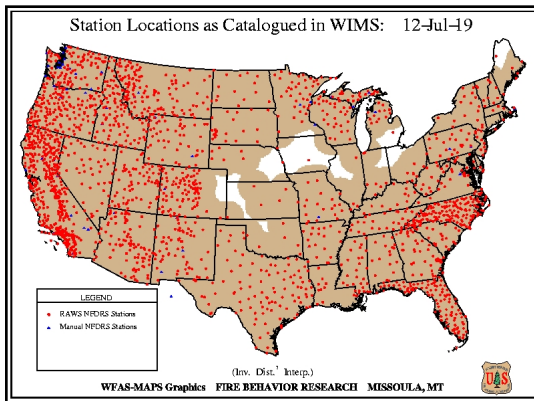 Station Locations as Catalogued in WIMS: 12-Jul-19
LEGEND
RAWS NFDRS Stations
Manual NFDRS Stations
(Inv. Dist.² Interp.)
WFAS-MAPS Graphics FIRE BEHAVIOR RESEARCH MISSOULA, MT
U S